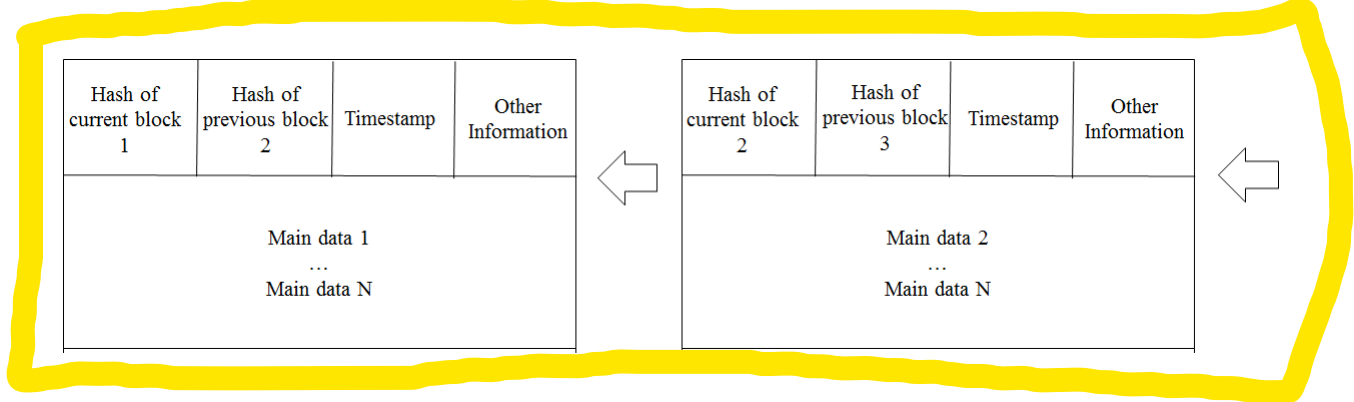 Hash of
current block
1
Hash of
previous block
2
Timestamp
Other
Information
Main data 1
...
Main data N
Hash of
current block
2
Hash of
previous block
3
Timestamp
Other
Information
Main data 2
...
Main data N